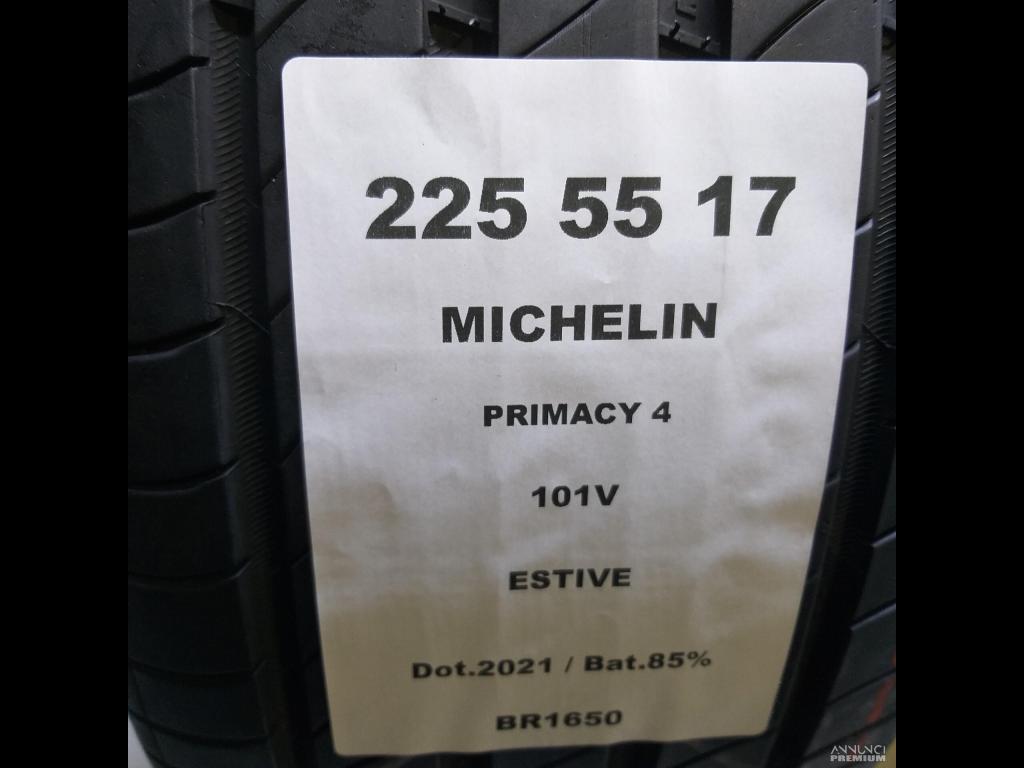 225 55 17
MICHELIN
PRIMACY 4
101V
ESTIVE
Dot.2021 / Bat.85%
BR1650
ANNUNCI
PREMIUM